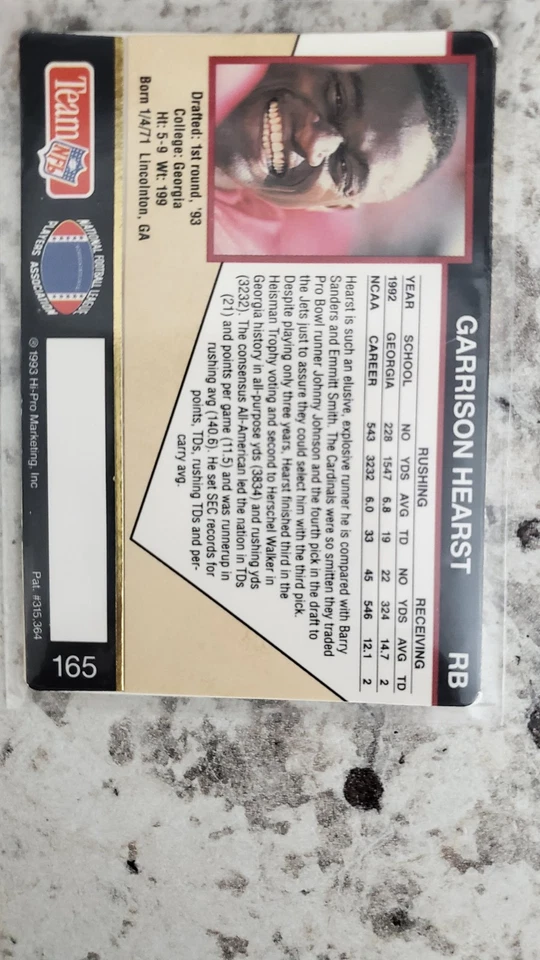 GARRISON HEARST RB
RUSHING RECEIVING
YEAR SCHOOL NO YDS AVG TD NO YDS AVG TD
1992 GEORGIA 228 1547 6.8 19 22 324 14.7 2
NCAA CAREER 543 3232 6.0 33 45 546 12.1 2
Hearst is such an elusive, explosive runner he is compared with Barry
Sanders and Emmitt Smith. The Cardinals were so smitten they traded
Pro Bowl runner Johnny Johnson and the fourth pick in the draft to
the Jets just to assure they could select him with the third pick.
Despite playing only three years, Hearst finished third in the
Heisman Trophy voting and second to Herschel Walker in
Georgia history in all-purpose yds (3834) and rushing yds
(3232). The consensus All-American led the nation in TDs
(21) and points per game (11.5) and was runnerup in
rushing avg (140.6). He set SEC records for
points, TDs, rushing TDs and per-
carry avg.
Drafted: 1st round, '93
College: Georgia
Ht: 5-9 Wt: 199
Born 1/4/71 Lincolnton, GA
Team
NFL
NATIONAL FOOTBALL LEAGUE
PLAYERS ASSOCIATION
© 1993 Hi-Pro Marketing, Inc
Pat. #315,364
165